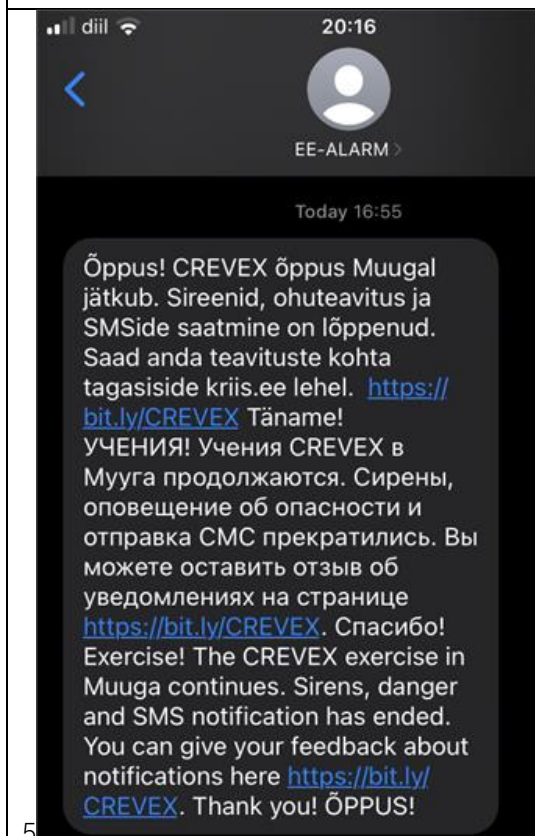 diil 20:16
EE-ALARM
Today 16:55
Õppus! CREVEX õppus Muugal
jätkub. Sireenid, ohuteavitus ja
SMSide saatmine on lõppenud.
Saad anda teavituste kohta
tagasiside kriis.ee lehel. https://
bit.ly/CREVEX Täname!
УЧЕНИЯ! Учения CREVEX в
Мууга продолжаются. Сирены,
оповещение об опасности и
отправка СМС прекратились. Вы
можете оставить отзыв об
уведомлениях на странице
https://bit.ly/CREVEX. Спасибо!
Exercise! The CREVEX exercise in
Muuga continues. Sirens, danger
and SMS notification has ended.
You can give your feedback about
notifications here https://bit.ly/
CREVEX. Thank you! ÕPPUS!
5